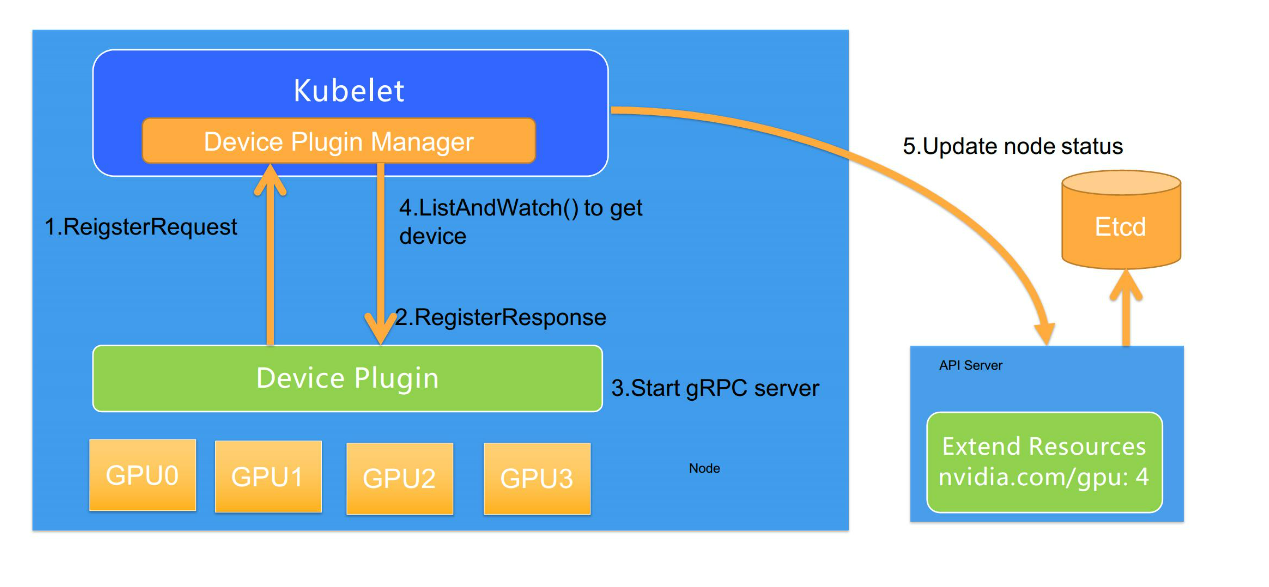 Kubelet
Device Plugin Manager
5.Update node status
Etcd
1.ReigsterRequest
4.ListAndWatch() to get
device
2.RegisterResponse
Device Plugin
3.Start gRPC server
API Server
Extend Resources
nvidia.com/gpu: 4
GPU0
GPU1
GPU2
GPU3
Node